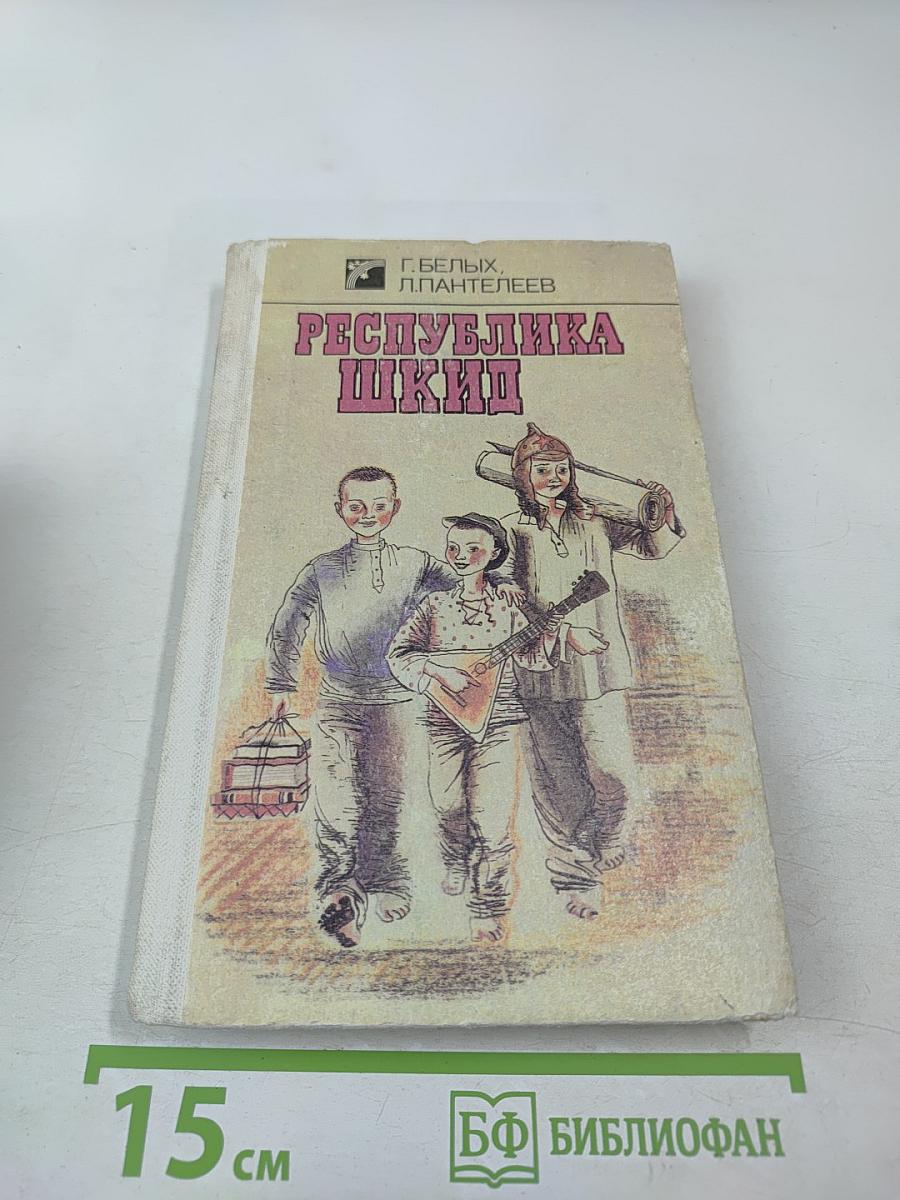 Г. БЕЛЫХ,
Л. ПАНТЕЛЕЕВ
РЕСПУБЛИКА
ШКИД
15 см
БФ БИБЛИОФАН